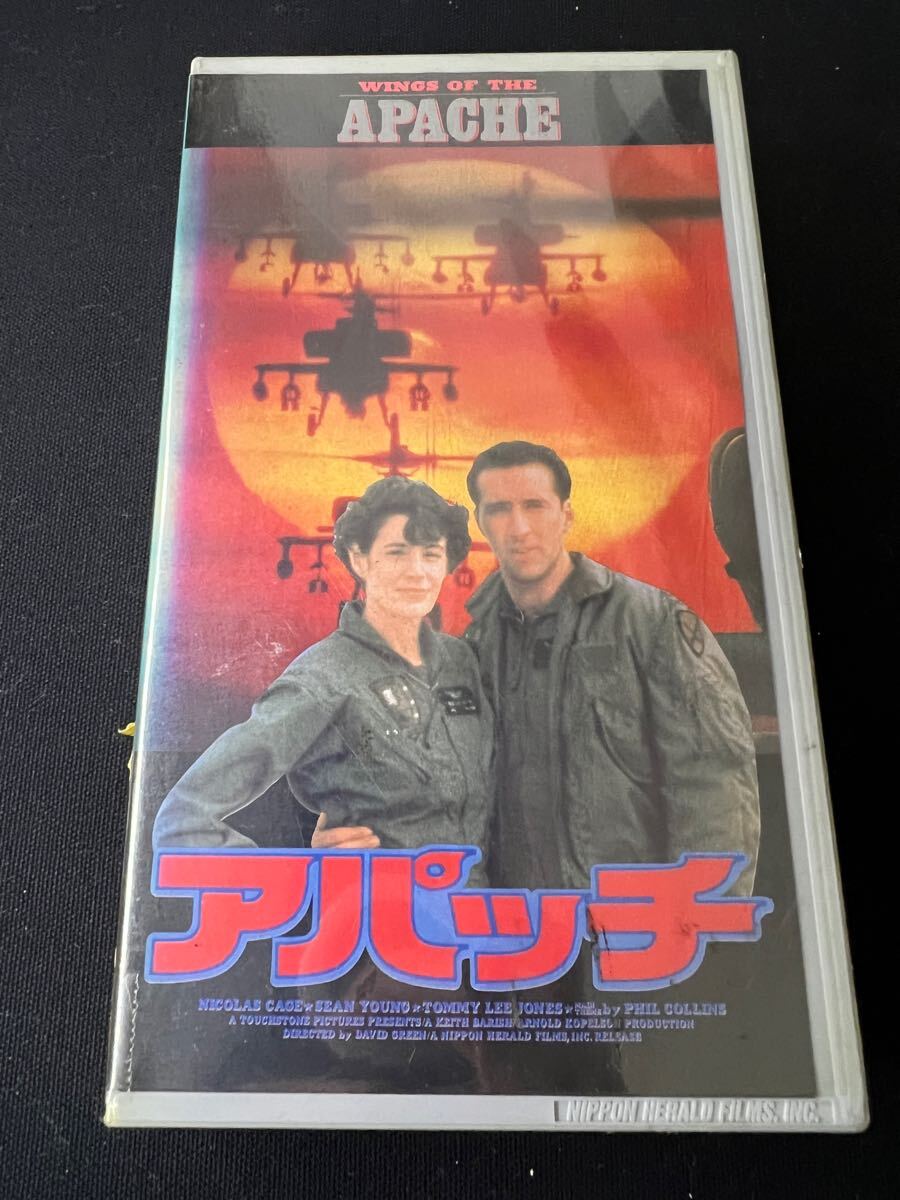 WINGS OF THE
APACHE
アパッチ
NICOLAS CAGE★SEAN YOUNG★TOMMY LEE JONES★ by PHIL COLLINS
A TOUCHSTONE PICTURES PRESENTS/A KEITH BARISH/ARNOLD KOPELSON PRODUCTION
DIRECTED by DAVID GREEN/A NIPPON HERALD FILMS, INC. RELEASE
NIPPON HERALD FILMS, INC.